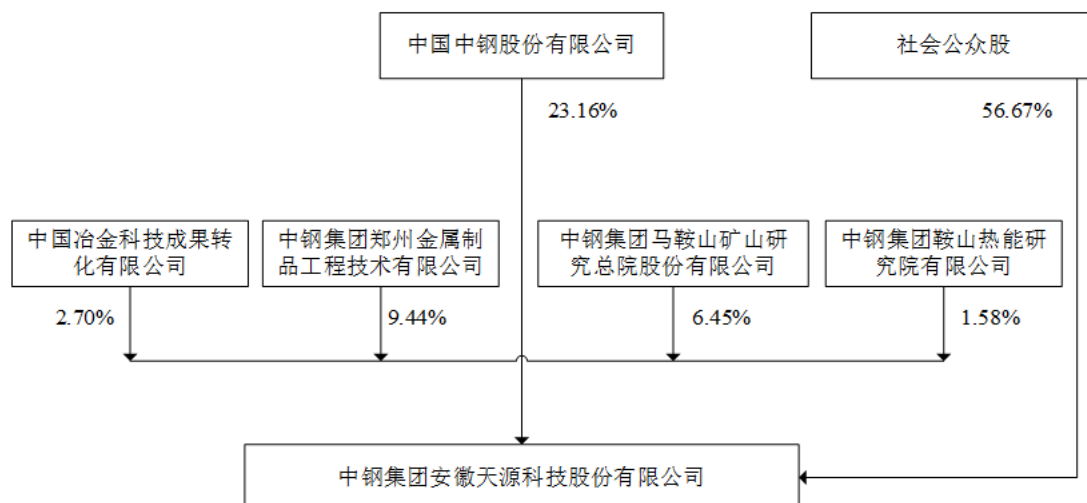 中国中钢股份有限公司
社会公众股
23.16%
56.67%
中国冶金科技成果转
化有限公司
中钢集团郑州金属制
品工程技术有限公司
中钢集团马鞍山矿山研
究总院股份有限公司
中钢集团鞍山热能研
究院有限公司
2.70%
9.44%
6.45%
1.58%
中钢集团安徽天源科技股份有限公司